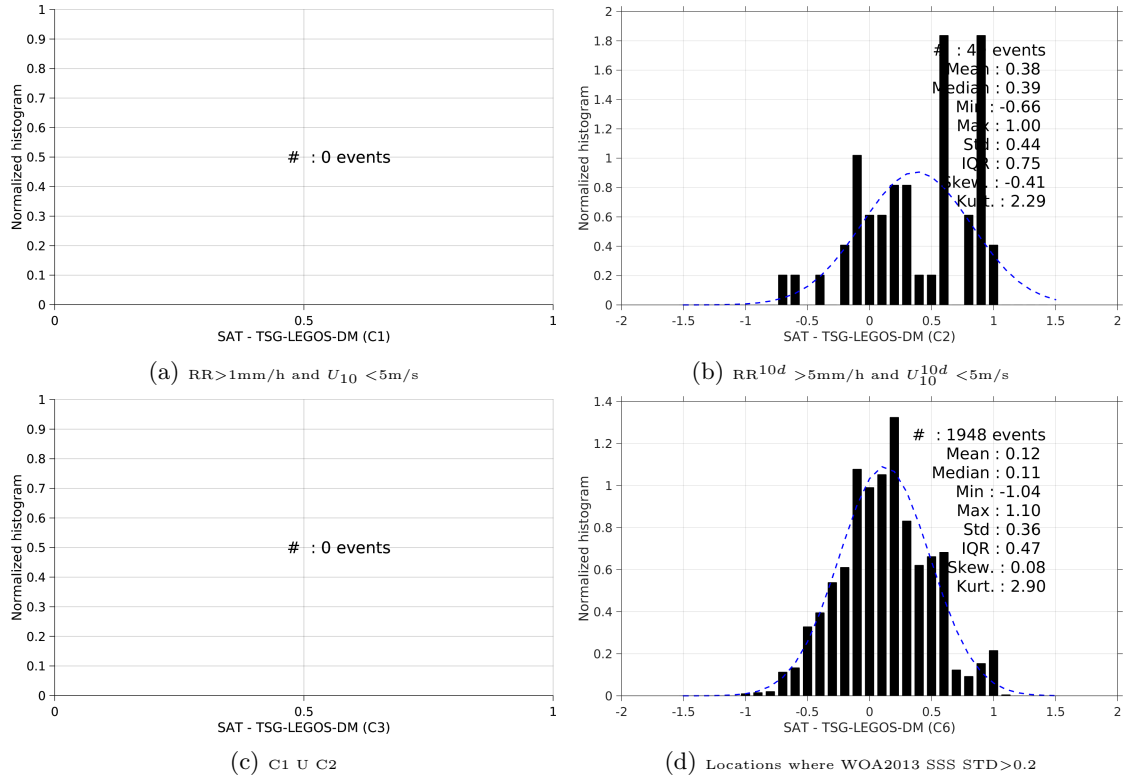 1
0.9
0.8
0.7
0.6
0.5
0.4
0.3
0.2
0.1
0
Normalized histogram
# : 0 events
0 0.5 1
SAT - TSG-LEGOS-DM (C1)
(a) RR>1mm/h and U10 <5m/s
2
1.8
1.6
1.4
1.2
1
0.8
0.6
0.4
0.2
0
Normalized histogram
# : 4 events
Mean : 0.38
Median : 0.39
Min : -0.66
Max : 1.00
Std : 0.44
IQR : 0.75
Skew. : -0.41
Kurt. : 2.29
-2 -1.5 -1 -0.5 0 0.5 1 1.5 2
SAT - TSG-LEGOS-DM (C2)
(b) RR10d >5mm/h and U10d10 <5m/s
1
0.9
0.8
0.7
0.6
0.5
0.4
0.3
0.2
0.1
0
Normalized histogram
# : 0 events
0 0.5 1
SAT - TSG-LEGOS-DM (C3)
(c) C1 U C2
1.4
1.2
1
0.8
0.6
0.4
0.2
0
Normalized histogram
# : 1948 events
Mean : 0.12
Median : 0.11
Min : -1.04
Max : 1.10
Std : 0.36
IQR : 0.47
Skew. : 0.08
Kurt. : 2.90
-2 -1.5 -1 -0.5 0 0.5 1 1.5 2
SAT - TSG-LEGOS-DM (C6)
(d) Locations where WOA2013 SSS STD>0.2